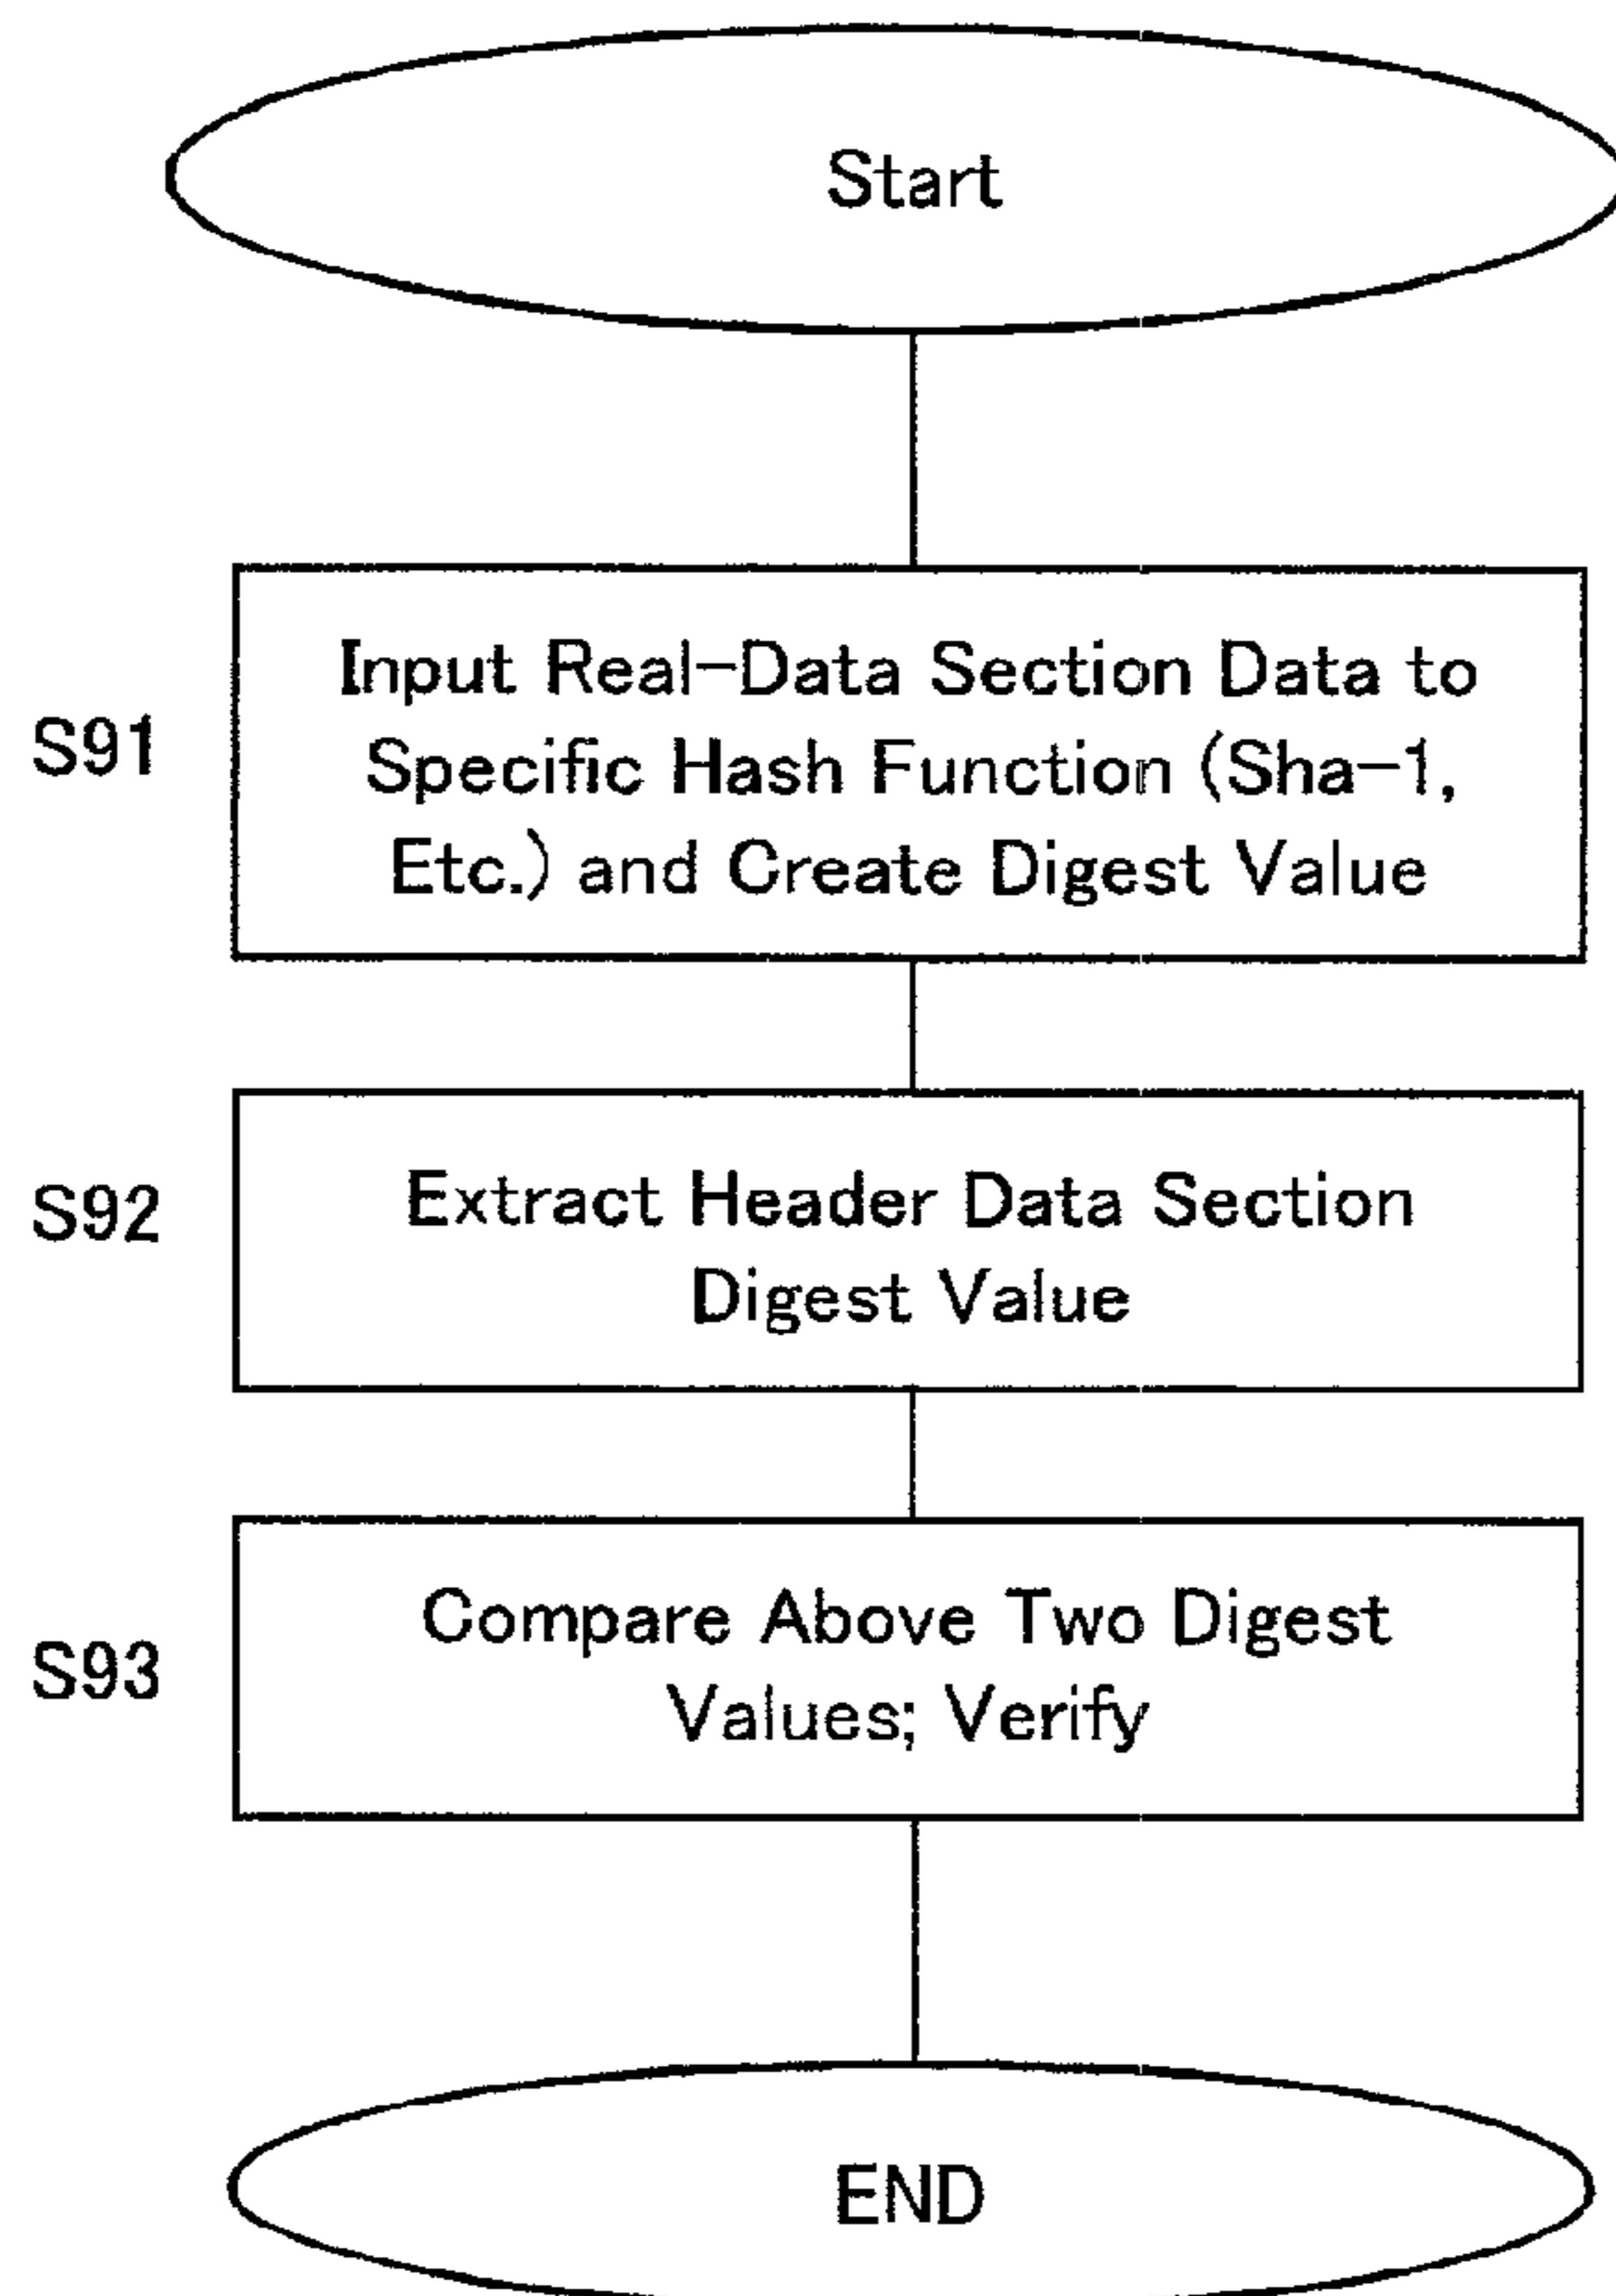 Start
S91
Input Real-Data Section Data to
Specific Hash Function (Sha-1,
Etc.) and Create Digest Value
S92
Extract Header Data Section
Digest Value
S93
Compare Above Two Digest
Values; Verify
END